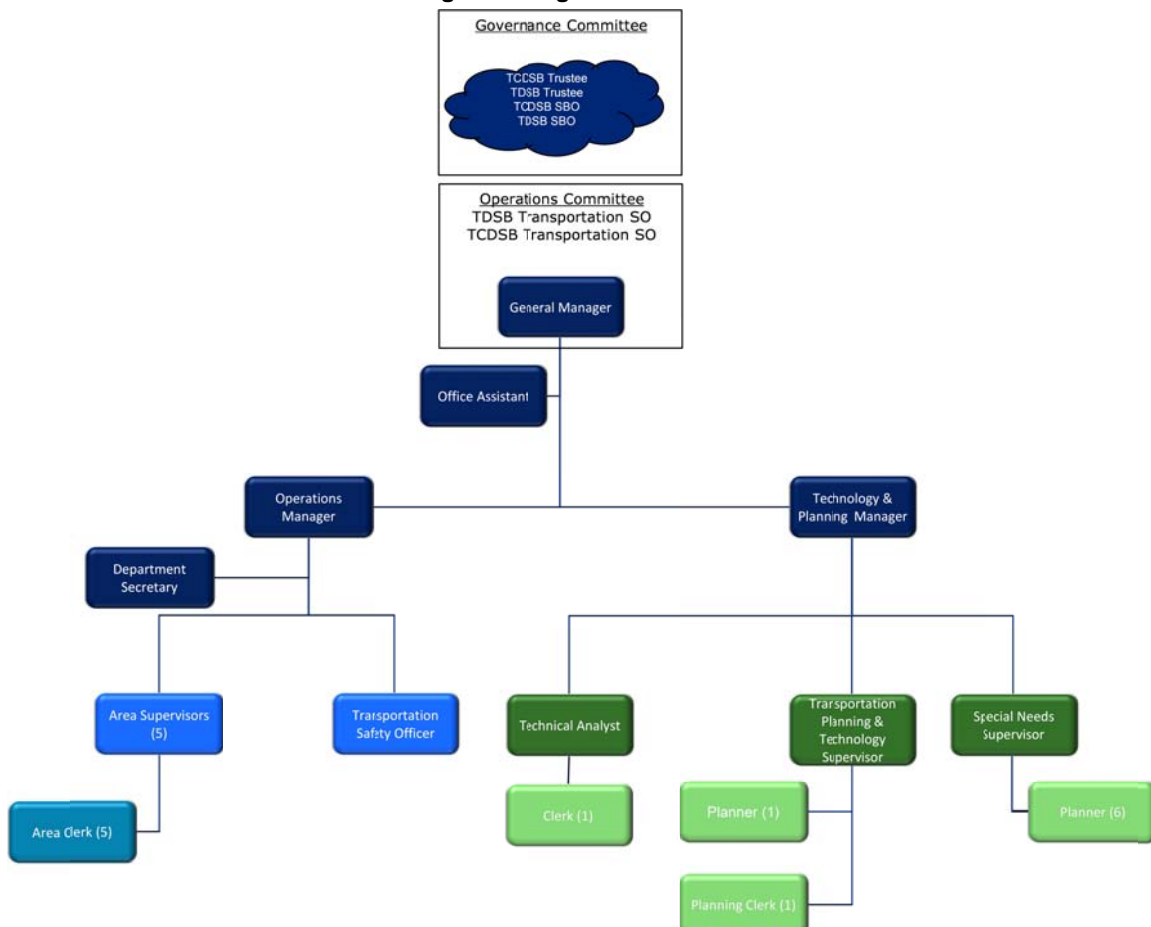 Governance Committee
TCDSB Trustee
TDSB Trustee
TCDSB SBO
TDSB SBO
Operations Committee
TDSB Transportation SO
TCDSB Transportation SO
General Manager
Office Assistant
Operations
Manager
Technology &
Planning Manager
Department
Secretary
Area Supervisors
(5)
Transportation
Safety Officer
Technical Analyst
Transportation
Planning &
Technology
Supervisor
Special Needs
Supervisor
Area Clerk (5)
Clerk (1)
Planner (1)
Planner (6)
Planning Clerk (1)